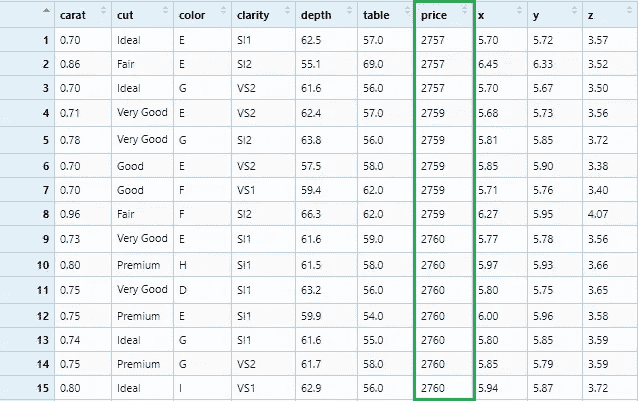 carat cut color clarity depth table price x y z
1 0.70 Ideal E SI1 62.5 57.0 2757 5.70 5.72 3.57
2 0.86 Fair E SI2 55.1 69.0 2757 6.45 6.33 3.52
3 0.70 Ideal G VS2 61.6 56.0 2757 5.70 5.67 3.50
4 0.71 Very Good E VS2 62.4 57.0 2759 5.68 5.73 3.56
5 0.78 Very Good G SI2 63.8 56.0 2759 5.81 5.85 3.72
6 0.70 Good E VS2 57.5 58.0 2759 5.85 5.90 3.38
7 0.70 Good F VS1 59.4 62.0 2759 5.71 5.76 3.40
8 0.96 Fair F SI2 66.3 62.0 2759 6.27 5.95 4.07
9 0.73 Very Good E SI1 61.6 59.0 2760 5.77 5.78 3.56
10 0.80 Premium H SI1 61.5 58.0 2760 5.97 5.93 3.66
11 0.75 Very Good D SI1 63.2 56.0 2760 5.80 5.75 3.65
12 0.75 Premium E SI1 59.9 54.0 2760 6.00 5.96 3.58
13 0.74 Ideal G SI1 61.6 55.0 2760 5.80 5.85 3.59
14 0.75 Premium G VS2 61.7 58.0 2760 5.85 5.79 3.59
15 0.80 Ideal I VS1 62.9 56.0 2760 5.94 5.87 3.72